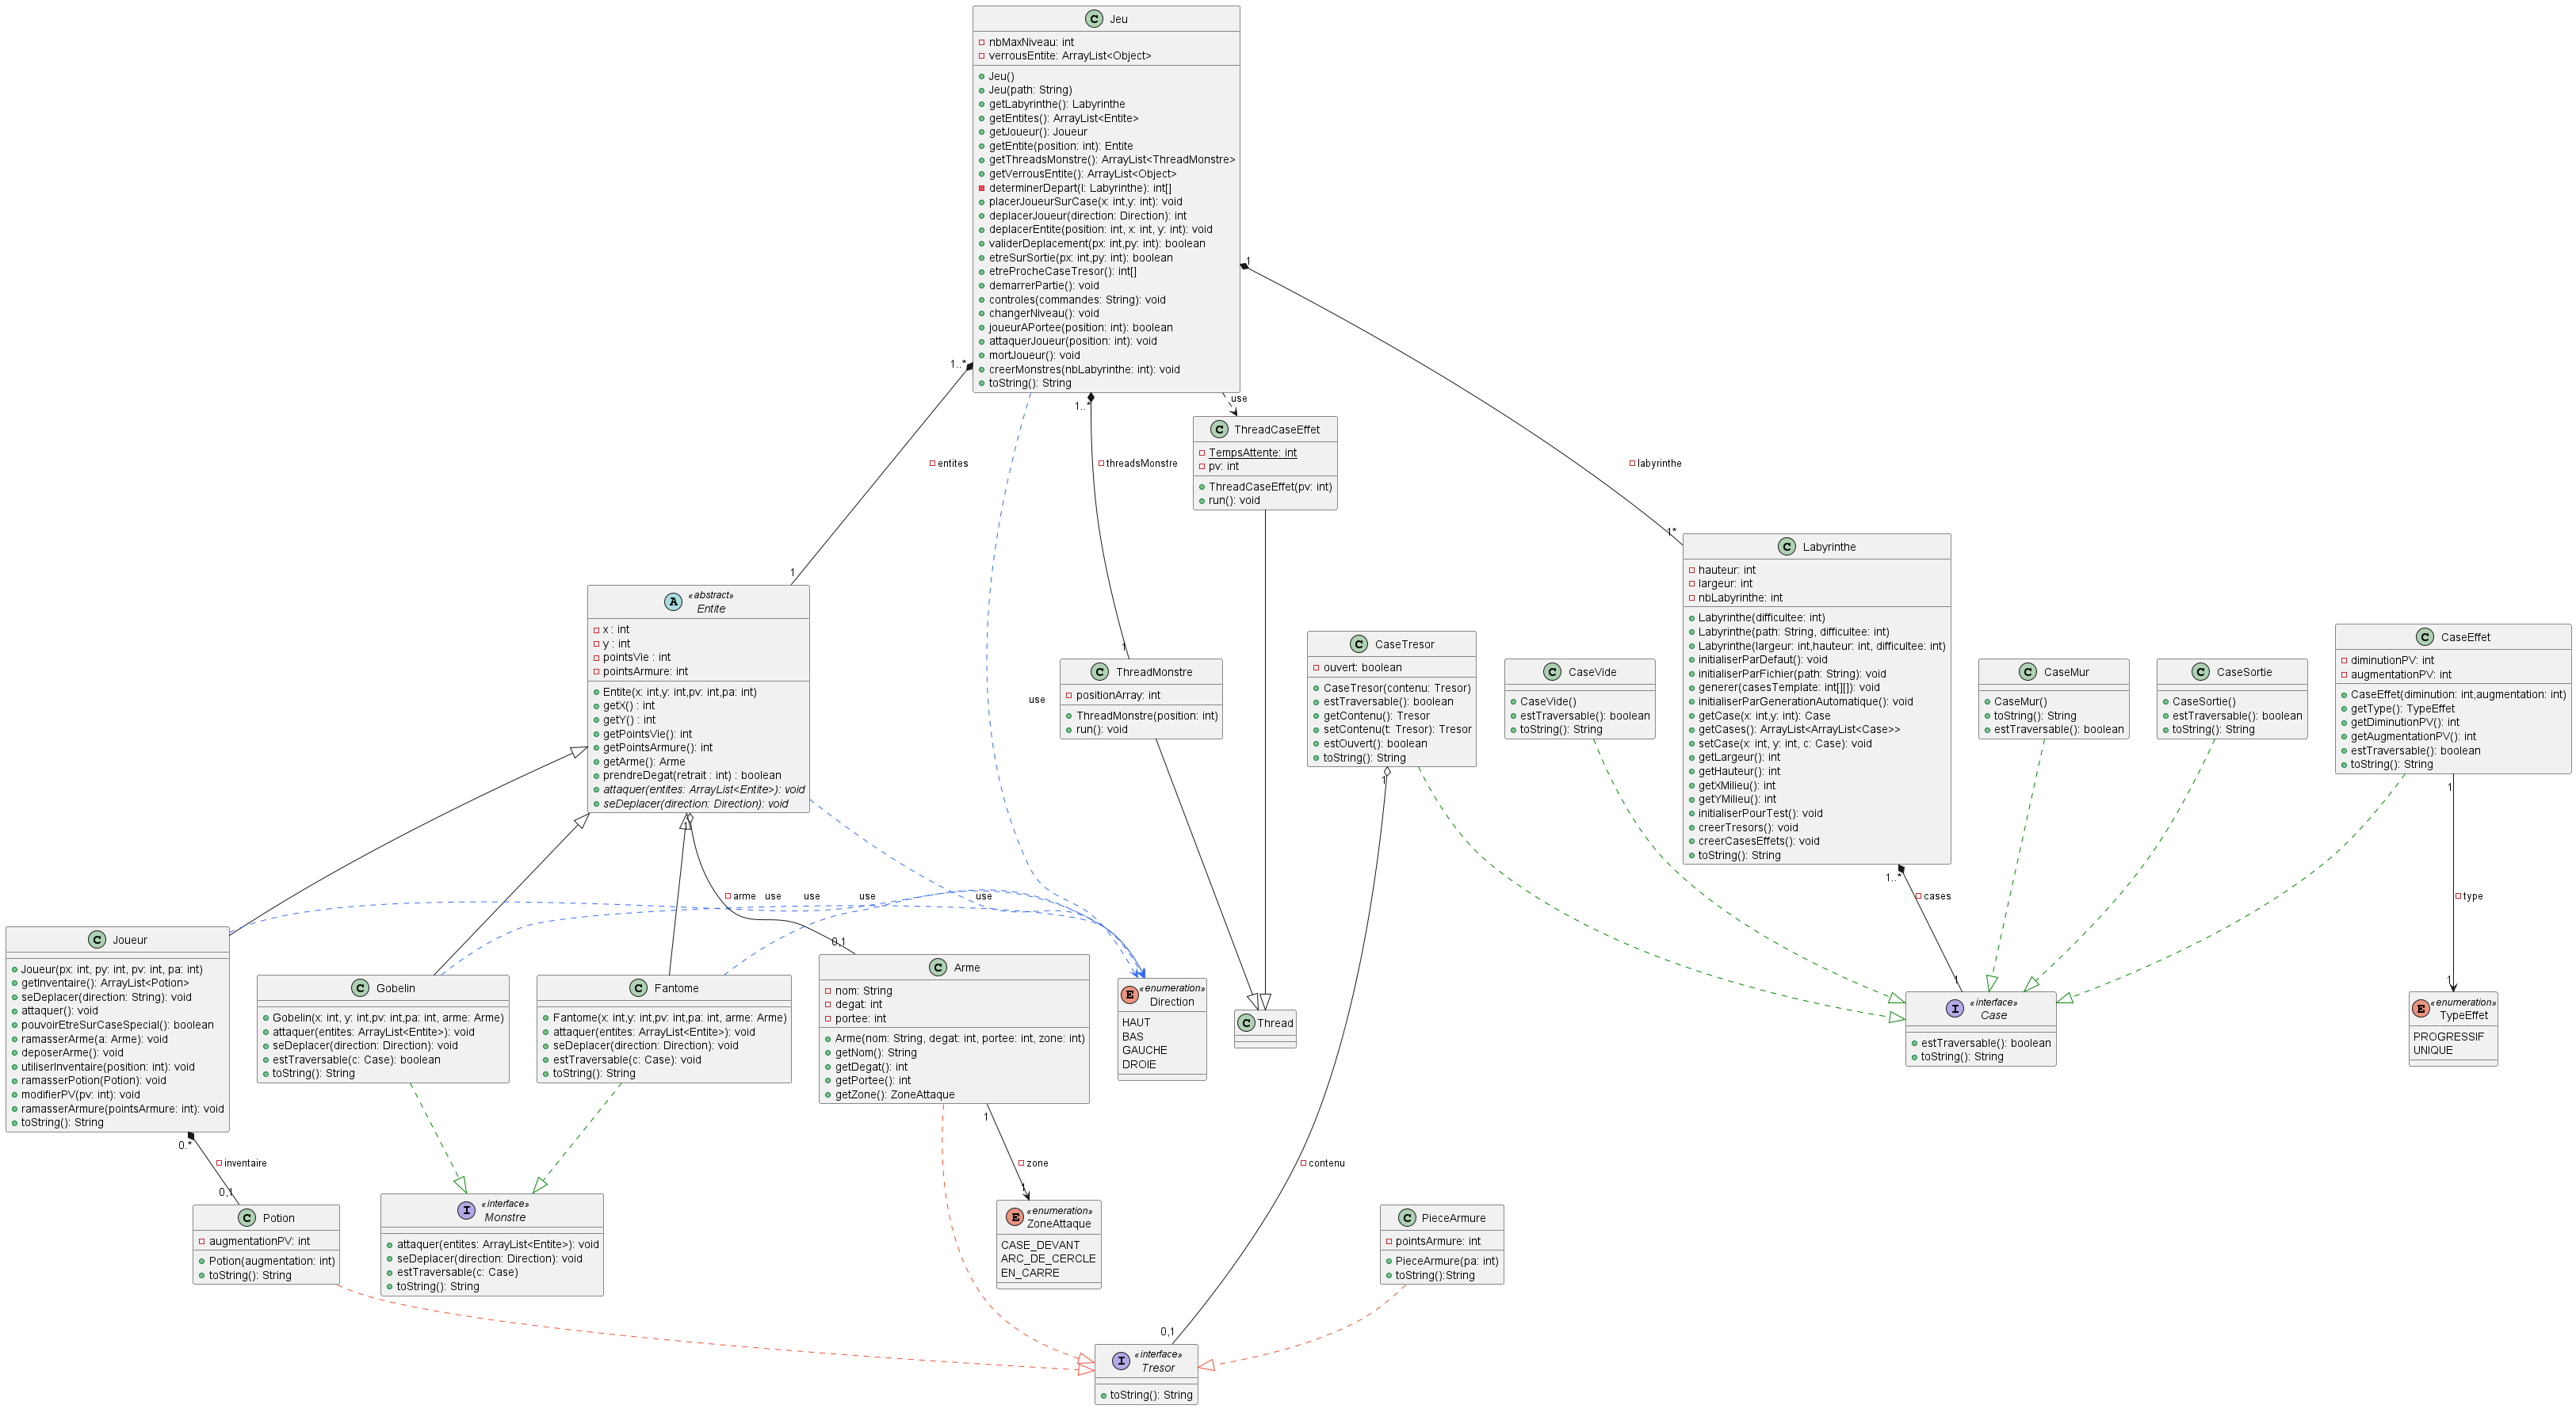 Jeu
nbMaxNiveau: int
verrousEntite: ArrayList<Object>
Jeu()
Jeu(path: String)
getLabyrinthe(): Labyrinthe
getEntites(): ArrayList<Entite>
getJoueur(): Joueur
getEntite(position: int): Entite
getThreadsMonstre(): ArrayList<ThreadMonstre>
getVerrousEntite(): ArrayList<Object>
determinerDepart(l: Labyrinthe): int[]
placerJoueurSurCase(x: int,y: int): void
deplacerJoueur(direction: Direction): int
deplacerEntite(position: int, x: int, y: int): void
validerDeplacement(px: int,py: int): boolean
etreSurSortie(px: int,py: int): boolean
etreProcheCaseTresor(): int[]
demarrerPartie(): void
controles(commandes: String): void
changerNiveau(): void
joueurAPortee(position: int): boolean
attaquerJoueur(position: int): void
mortJoueur(): void
creerMonstres(nbLabyrinthe: int): void
toString(): String
1
1..*
1..*
use
ThreadCaseEffet
TempsAttente: int
pv: int
ThreadCaseEffet(pv: int)
run(): void
entites
threadsMonstre
labyrinthe
1*
1
1
use
«abstract»
Entite
x : int
y : int
pointsVie : int
pointsArmure: int
Entite(x: int,y: int,pv: int,pa: int)
getX() : int
getY() : int
getPointsVie(): int
getPointsArmure(): int
getArme(): Arme
prendreDegat(retrait : int) : boolean
attaquer(entites: ArrayList<Entite>): void
seDeplacer(direction: Direction): void
ThreadMonstre
positionArray: int
ThreadMonstre(position: int)
run(): void
CaseTresor
ouvert: boolean
CaseTresor(contenu: Tresor)
estTraversable(): boolean
getContenu(): Tresor
setContenu(t: Tresor): Tresor
estOuvert(): boolean
toString(): String
CaseVide
CaseVide()
estTraversable(): boolean
toString(): String
Labyrinthe
hauteur: int
largeur: int
nbLabyrinthe: int
Labyrinthe(difficultee: int)
Labyrinthe(path: String, difficultee: int)
Labyrinthe(largeur: int,hauteur: int, difficultee: int)
initialiserParDefaut(): void
initialiserParFichier(path: String): void
generer(casesTemplate: int[][]): void
initialiserParGenerationAutomatique(): void
getCase(x: int,y: int): Case
getCases(): ArrayList<ArrayList<Case>>
setCase(x: int, y: int, c: Case): void
getLargeur(): int
getHauteur(): int
getXMilieu(): int
getYMilieu(): int
initialiserPourTest(): void
creerTresors(): void
creerCasesEffets(): void
toString(): String
CaseMur
CaseMur()
toString(): String
estTraversable(): boolean
CaseSortie
CaseSortie()
estTraversable(): boolean
toString(): String
CaseEffet
diminutionPV: int
augmentationPV: int
CaseEffet(diminution: int,augmentation: int)
getType(): TypeEffet
getDiminutionPV(): int
getAugmentationPV(): int
estTraversable(): boolean
toString(): String
1
1
1
1..*
arme
use
use
use
use
cases
type
0,1
1
1
Joueur
Joueur(px: int, py: int, pv: int, pa: int)
getInventaire(): ArrayList<Potion>
seDeplacer(direction: String): void
attaquer(): void
pouvoirEtreSurCaseSpecial(): boolean
ramasserArme(a: Arme): void
deposerArme(): void
utiliserInventaire(position: int): void
ramasserPotion(Potion): void
modifierPV(pv: int): void
ramasserArmure(pointsArmure: int): void
toString(): String
Gobelin
Gobelin(x: int, y: int,pv: int,pa: int, arme: Arme)
attaquer(entites: ArrayList<Entite>): void
seDeplacer(direction: Direction): void
estTraversable(c: Case): boolean
toString(): String
Fantome
Fantome(x: int,y: int,pv: int,pa: int, arme: Arme)
attaquer(entites: ArrayList<Entite>): void
seDeplacer(direction: Direction): void
estTraversable(c: Case): void
toString(): String
Arme
nom: String
degat: int
portee: int
Arme(nom: String, degat: int, portee: int, zone: int)
getNom(): String
getDegat(): int
getPortee(): int
getZone(): ZoneAttaque
«enumeration»
Direction
HAUT
BAS
GAUCHE
DROIE
Thread
«interface»
Case
estTraversable(): boolean
toString(): String
«enumeration»
TypeEffet
PROGRESSIF
UNIQUE
0.*
1
inventaire
zone
contenu
0,1
1
Potion
augmentationPV: int
Potion(augmentation: int)
toString(): String
«interface»
Monstre
attaquer(entites: ArrayList<Entite>): void
seDeplacer(direction: Direction): void
estTraversable(c: Case)
toString(): String
«enumeration»
ZoneAttaque
CASE_DEVANT
ARC_DE_CERCLE
EN_CARRE
PieceArmure
pointsArmure: int
PieceArmure(pa: int)
toString():String
0,1
«interface»
Tresor
toString(): String